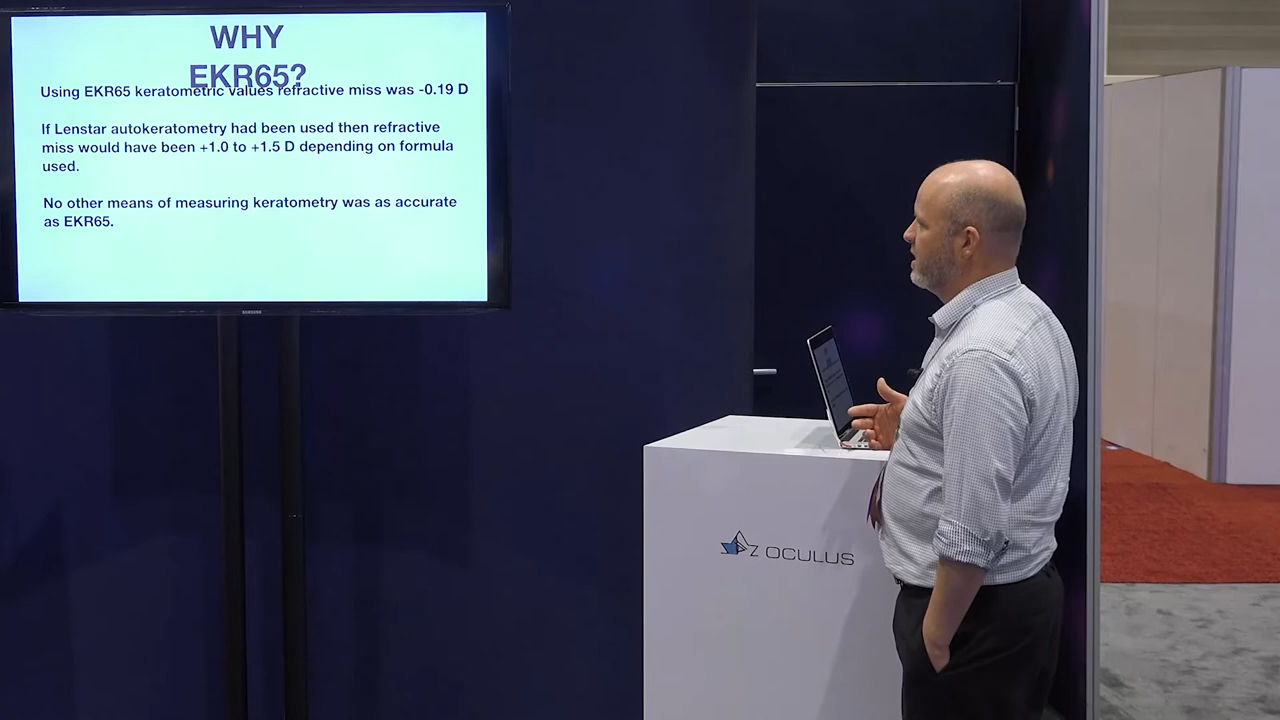 WHY
EKR65?
Using EKR65 keratometric values refractive miss was -0.19 D
If Lenstar autokeratometry had been used then refractive
miss would have been +1.0 to +1.5 D depending on formula
used.
No other means of measuring keratometry was as accurate
as EKR65.
SAMSUNG
OCULUS